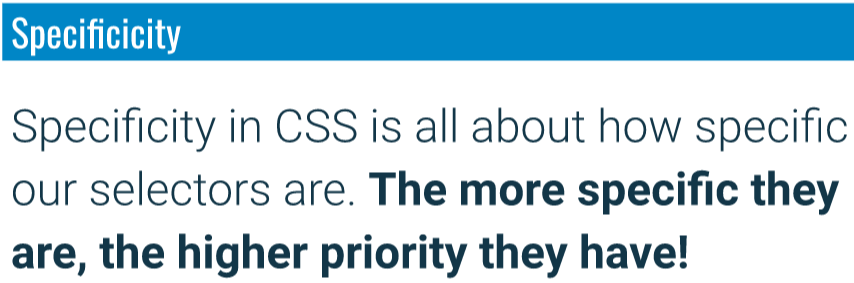 Specificicity
Specificity in CSS is all about how specific
our selectors are. The more specific they
are, the higher priority they have!